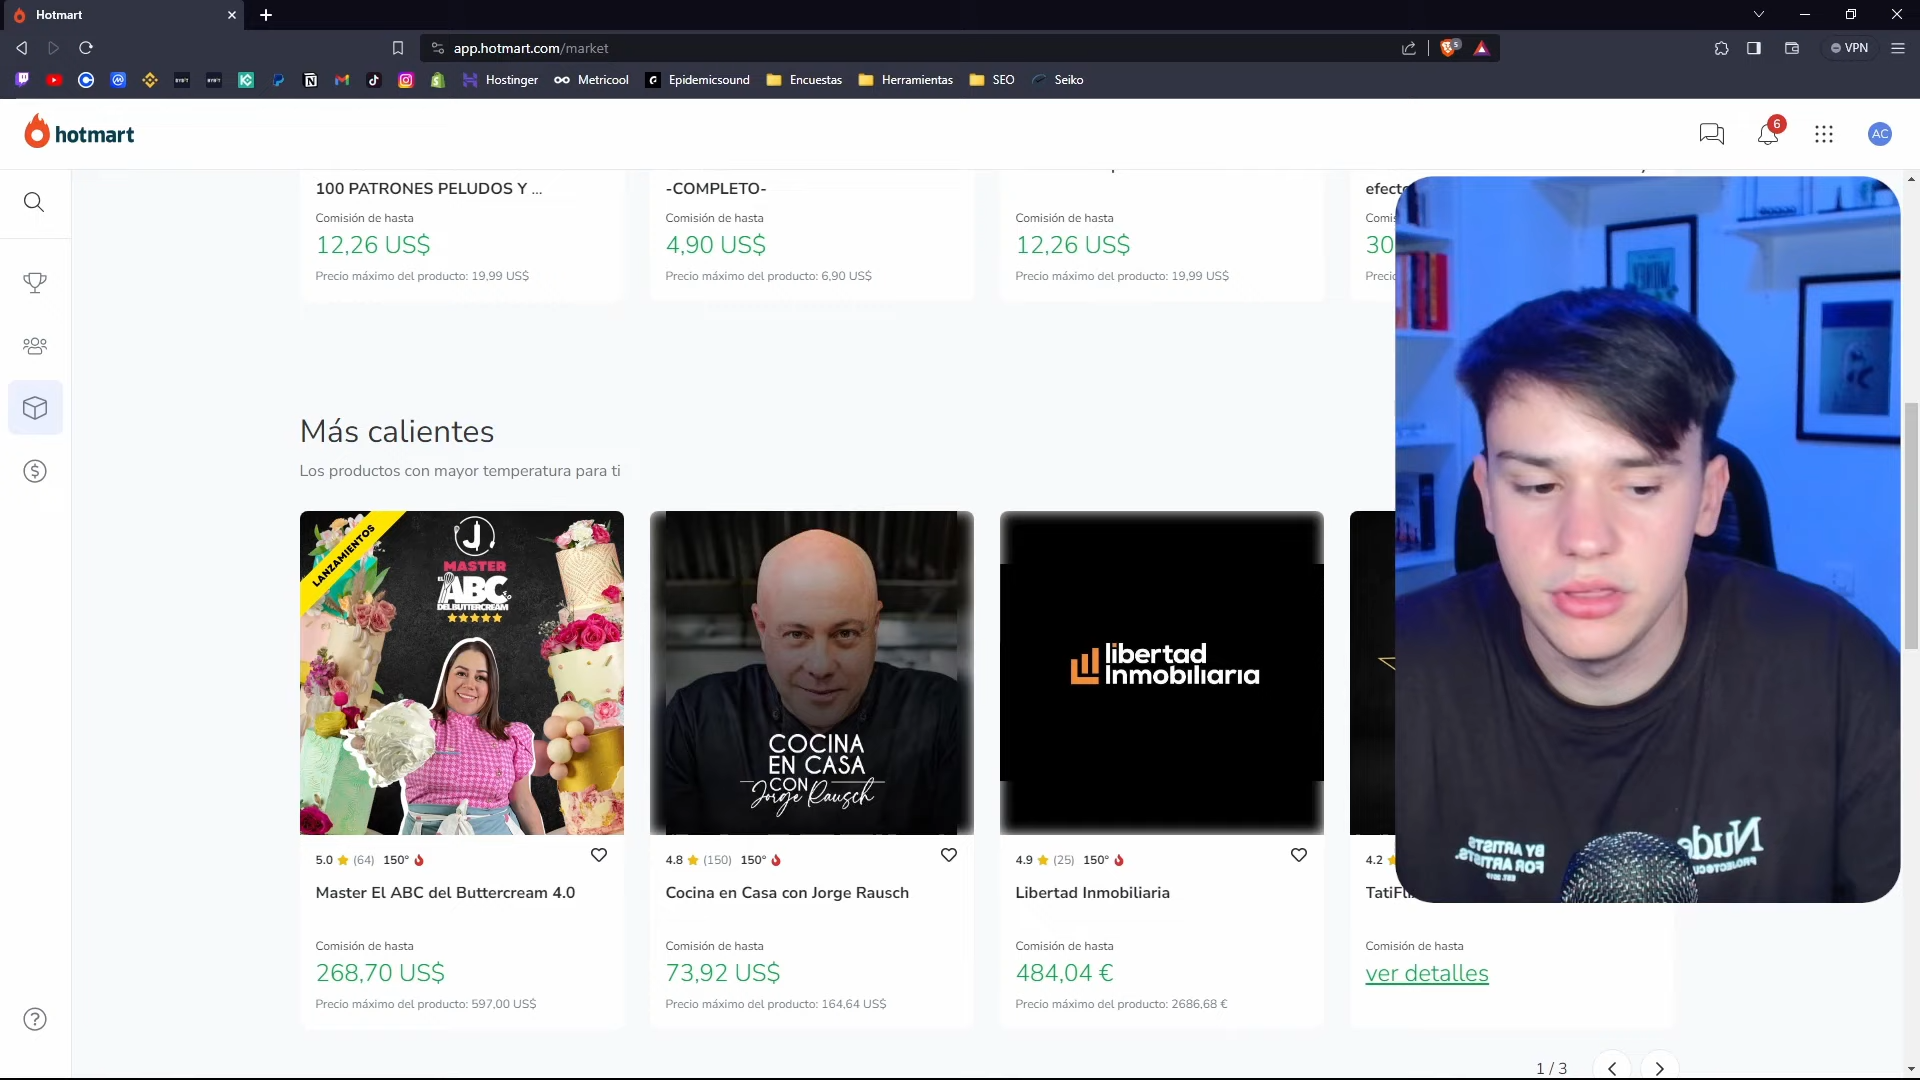 Hotmart
app.hotmart.com/market
VPN
Hostinger
Metricool
Epidemicsound
Encuestas
Herramientas
SEO
Seiko
hotmart
6
AC
100 PATRONES PELUDOS Y ...
Comisión de hasta
12,26 US$
Precio máximo del producto: 19,99 US$
-COMPLETO-
Comisión de hasta
4,90 US$
Precio máximo del producto: 6,90 US$
Comisión de hasta
12,26 US$
Precio máximo del producto: 19,99 US$
Más calientes
Los productos con mayor temperatura para ti
LANZAMIENTOS
J
MASTER
EL ABC
DEL BUTTERCREAM
5.0 (64) 150°
Master El ABC del Buttercream 4.0
Comisión de hasta
268,70 US$
Precio máximo del producto: 597,00 US$
COCINA
EN CASA
CON
Jorge Rausch
4.8 (150) 150°
Cocina en Casa con Jorge Rausch
Comisión de hasta
73,92 US$
Precio máximo del producto: 164,64 US$
libertad
Inmobiliaria
4.9 (25) 150°
Libertad Inmobiliaria
Comisión de hasta
484,04 €
Precio máximo del producto: 2686,68 €
4.2
Comisión de hasta
ver detalles
BY ARTISTS
FOR ARTISTS.
Nude
1 / 3